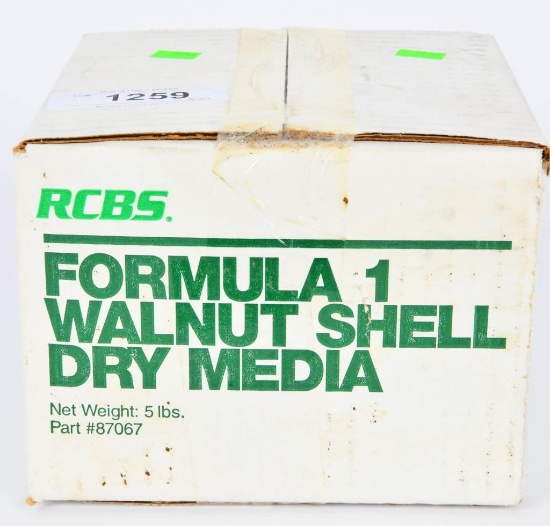 1259
RCBS.
FORMULA 1
WALNUT SHELL
DRY MEDIA
Net Weight: 5 lbs.
Part #87067